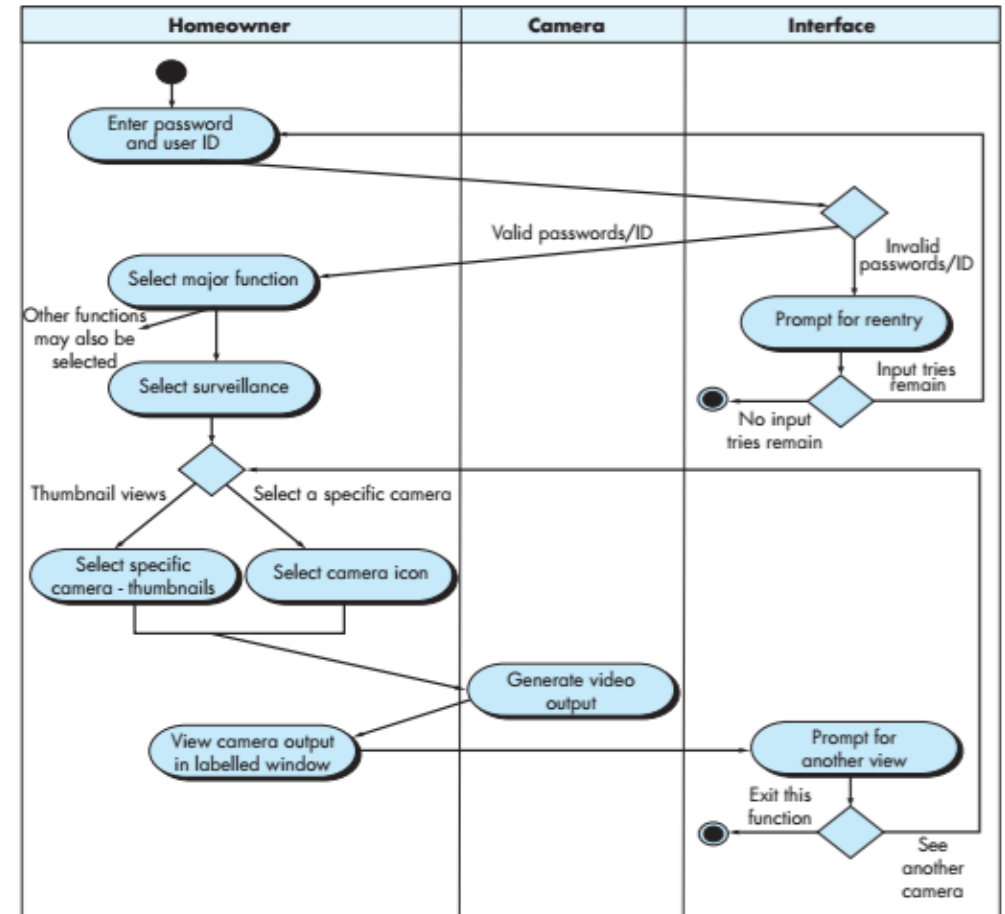 Homeowner
Camera
Interface
Enter password
and user ID
Valid passwords/ID
Invalid
passwords/ID
Select major function
Other functions
may also be
selected
Prompt for reentry
Input tries
remain
Select surveillance
No input
tries remain
Thumbnail views
Select a specific camera
Select specific
camera - thumbnails
Select camera icon
Generate video
output
View camera output
in labelled window
Prompt for
another view
Exit this
function
See
another
camera